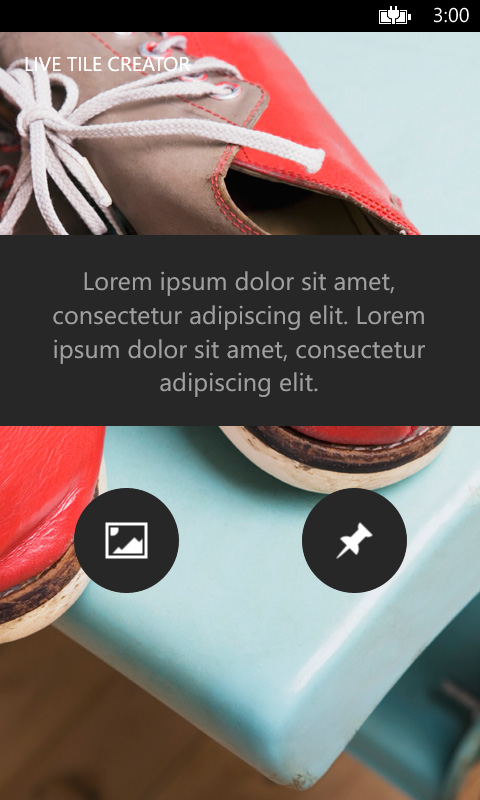 3:00
LIVE TILE CREATOR
Lorem ipsum dolor sit amet,
consectetur adipiscing elit. Lorem
ipsum dolor sit amet, consectetur
adipiscing elit.